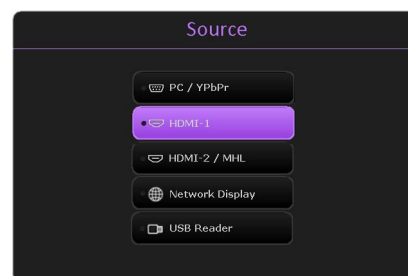 Source
PC / YPbPr
HDMI-1
HDMI-2 / MHL
Network Display
USB Reader